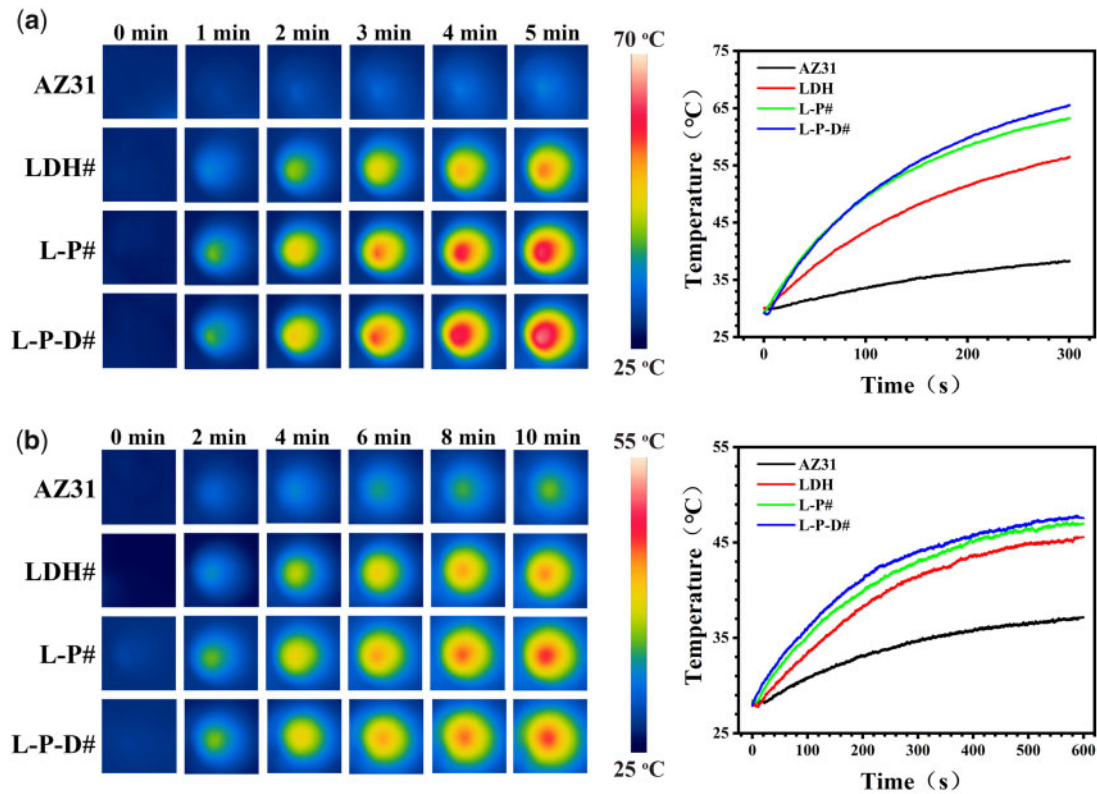 (a)
0 min 1 min 2 min 3 min 4 min 5 min
AZ31
LDH#
L-P#
L-P-D#
70 °C
25 °C
75
65
55
45
35
25
Temperature (°C)
AZ31
LDH
L-P#
L-P-D#
0 100 200 300
Time (s)
(b)
0 min 2 min 4 min 6 min 8 min 10 min
AZ31
LDH#
L-P#
L-P-D#
55 °C
25 °C
55
45
35
25
Temperature (°C)
AZ31
LDH
L-P#
L-P-D#
0 100 200 300 400 500 600
Time (s)